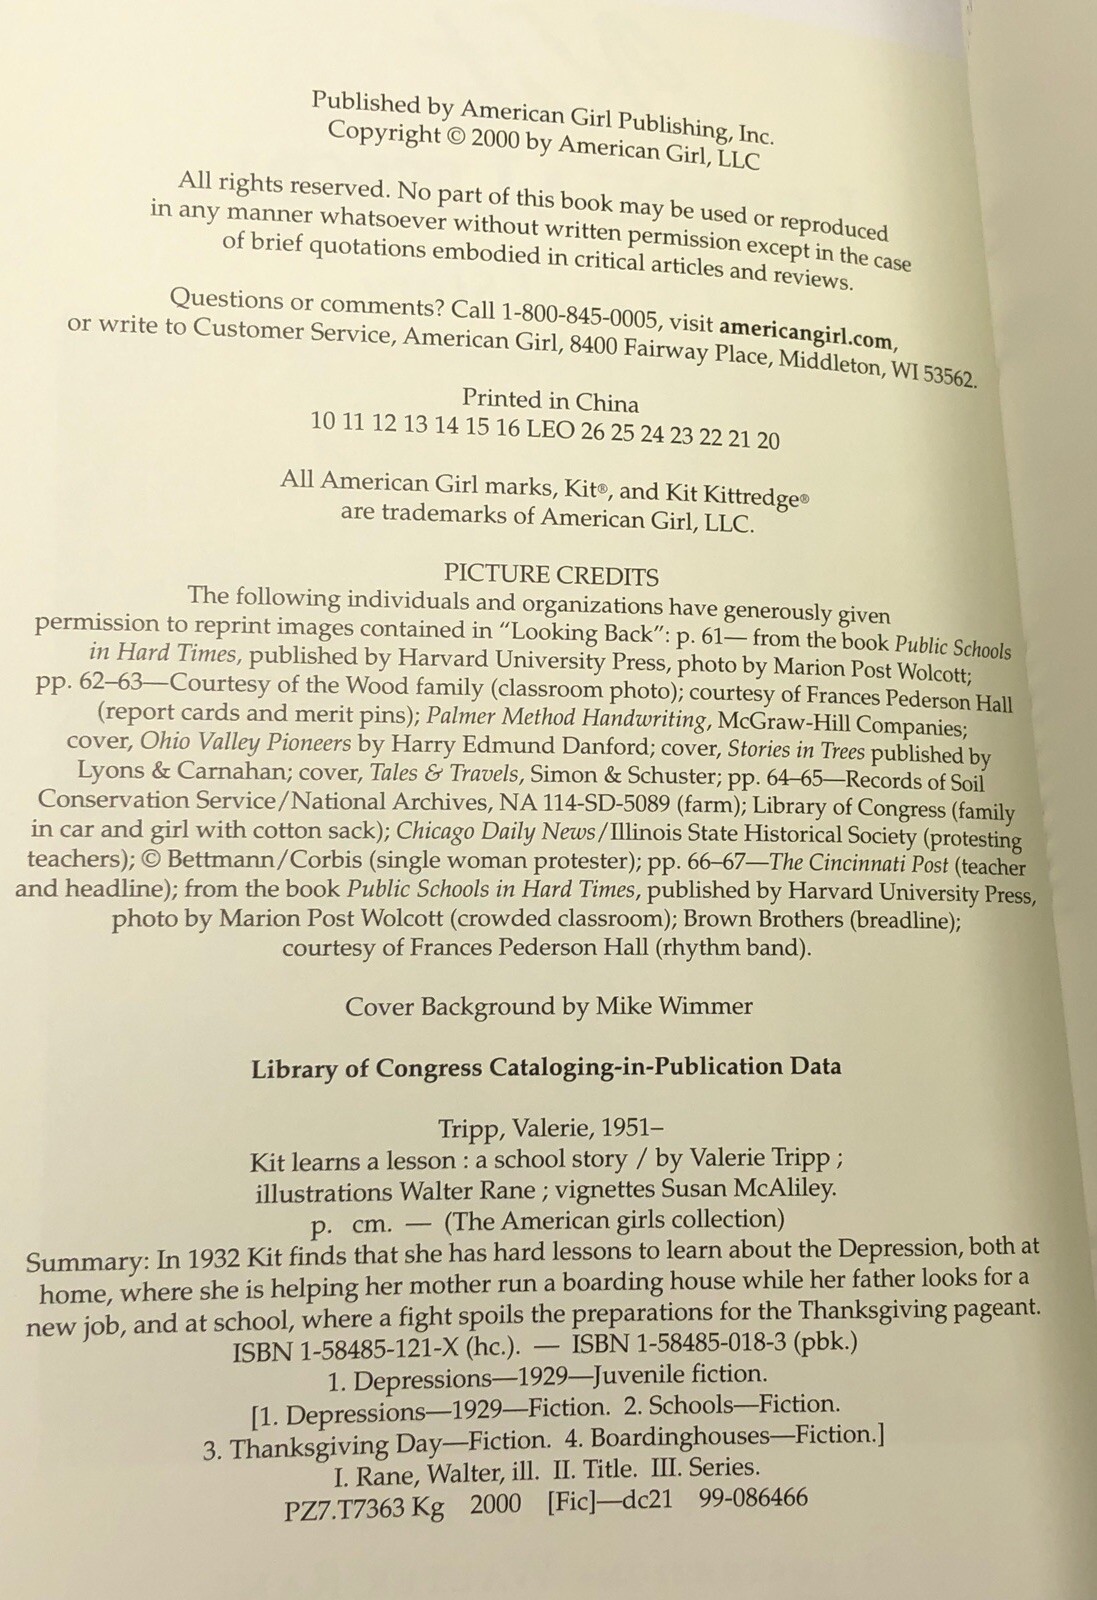 Published by American Girl Publishing, Inc.
Copyright © 2000 by American Girl, LLC
All rights reserved. No part of this book may be used or reproduced
in any manner whatsoever without written permission except in the case
of brief quotations embodied in critical articles and reviews.
Questions or comments? Call 1-800-845-0005, visit americangirl.com,
or write to Customer Service, American Girl, 8400 Fairway Place, Middleton, WI 53562.
Printed in China
10 11 12 13 14 15 16 LEO 26 25 24 23 22 21 20
All American Girl marks, Kit®, and Kit Kittredge®
are trademarks of American Girl, LLC.
PICTURE CREDITS
The following individuals and organizations have generously given
permission to reprint images contained in “Looking Back”: p. 61— from the book Public Schools
in Hard Times, published by Harvard University Press, photo by Marion Post Wolcott;
pp. 62–63—Courtesy of the Wood family (classroom photo); courtesy of Frances Pederson Hall
(report cards and merit pins); Palmer Method Handwriting, McGraw-Hill Companies;
cover, Ohio Valley Pioneers by Harry Edmund Danford; cover, Stories in Trees published by
Lyons & Carnahan; cover, Tales & Travels, Simon & Schuster; pp. 64–65—Records of Soil
Conservation Service/National Archives, NA 114-SD-5089 (farm); Library of Congress (family
in car and girl with cotton sack); Chicago Daily News/Illinois State Historical Society (protesting
teachers); © Bettmann/Corbis (single woman protester); pp. 66–67—The Cincinnati Post (teacher
and headline); from the book Public Schools in Hard Times, published by Harvard University Press,
photo by Marion Post Wolcott (crowded classroom); Brown Brothers (breadline);
courtesy of Frances Pederson Hall (rhythm band).
Cover Background by Mike Wimmer
Library of Congress Cataloging-in-Publication Data
Tripp, Valerie, 1951–
Kit learns a lesson : a school story / by Valerie Tripp ;
illustrations Walter Rane ; vignettes Susan McAliley.
p. cm. — (The American girls collection)
Summary: In 1932 Kit finds that she has hard lessons to learn about the Depression, both at
home, where she is helping her mother run a boarding house while her father looks for a
new job, and at school, where a fight spoils the preparations for the Thanksgiving pageant.
ISBN 1-58485-121-X (hc.). — ISBN 1-58485-018-3 (pbk.)
1. Depressions—1929—Juvenile fiction.
[1. Depressions—1929—Fiction. 2. Schools—Fiction.
3. Thanksgiving Day—Fiction. 4. Boardinghouses—Fiction.]
I. Rane, Walter, ill. II. Title. III. Series.
PZ7.T7363 Kg 2000 [Fic]—dc21 99-086466